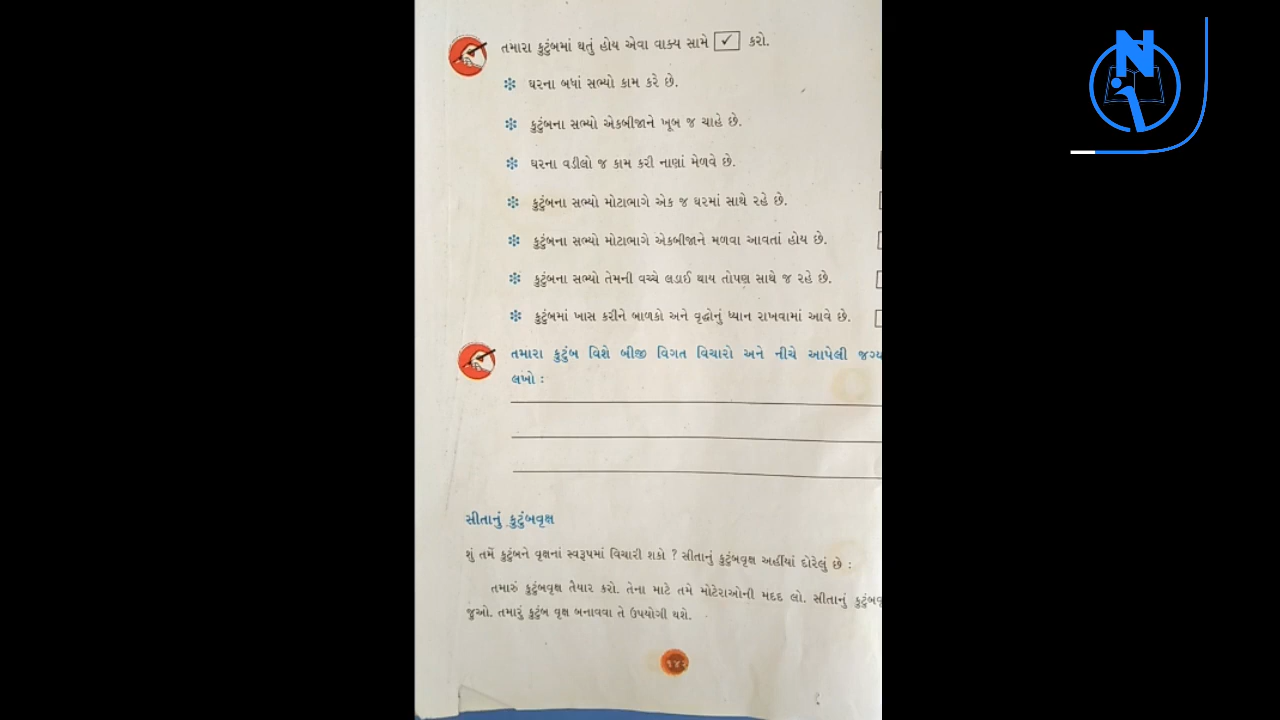 તમારા કુટુંબમાં થતું હોય એવા વાક્ય સામે ✓ કરો.
ઘરના બધાં સભ્યો કામ કરે છે.
કુટુંબના સભ્યો એકબીજાને ખૂબ જ ચાહે છે.
ઘરના વડીલો જ કામ કરી નાણાં મેળવે છે.
કુટુંબના સભ્યો મોટાભાગે એક જ ઘરમાં સાથે રહે છે.
કુટુંબના સભ્યો મોટાભાગે એકબીજાને મળવા આવતાં હોય છે.
કુટુંબના સભ્યો તેમની વચ્ચે લડાઈ થાય તોપણ સાથે જ રહે છે.
કુટુંબમાં ખાસ કરીને બાળકો અને વૃદ્ધોનું ધ્યાન રાખવામાં આવે છે.
તમારા કુટુંબ વિશે બીજી વિગત વિચારો અને નીચે આપેલી
લખો :
સીતાનું કુટુંબવૃક્ષ
શું તમેં કુટુંબને વૃક્ષનાં સ્વરૂપમાં વિચારી શકો ? સીતાનું કુટુંબવૃક્ષ અહીંયાં દોરેલું છે :
તમારું કુટુંબવૃક્ષ તૈયાર કરો. તેના માટે તમે મોટેરાઓની મદદ લો. સીતાનું
જુઓ. તમારું કુટુંબ વૃક્ષ બનાવવા તે ઉપયોગી થશે.